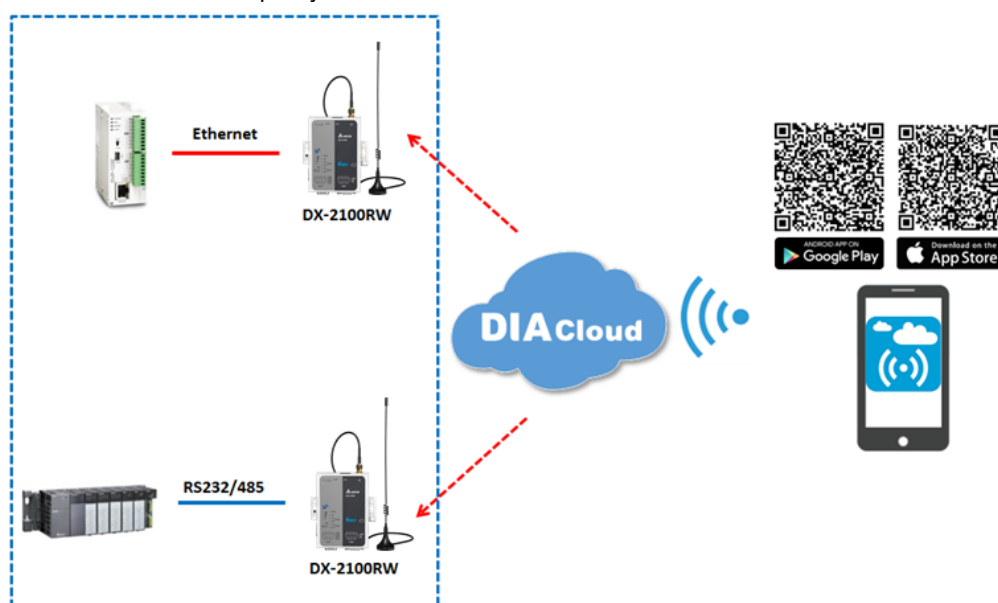 Ethernet
DX-2100RW
DIACloud
ANDROID APP ON
Google Play
Download on the
App Store
RS232/485
DX-2100RW